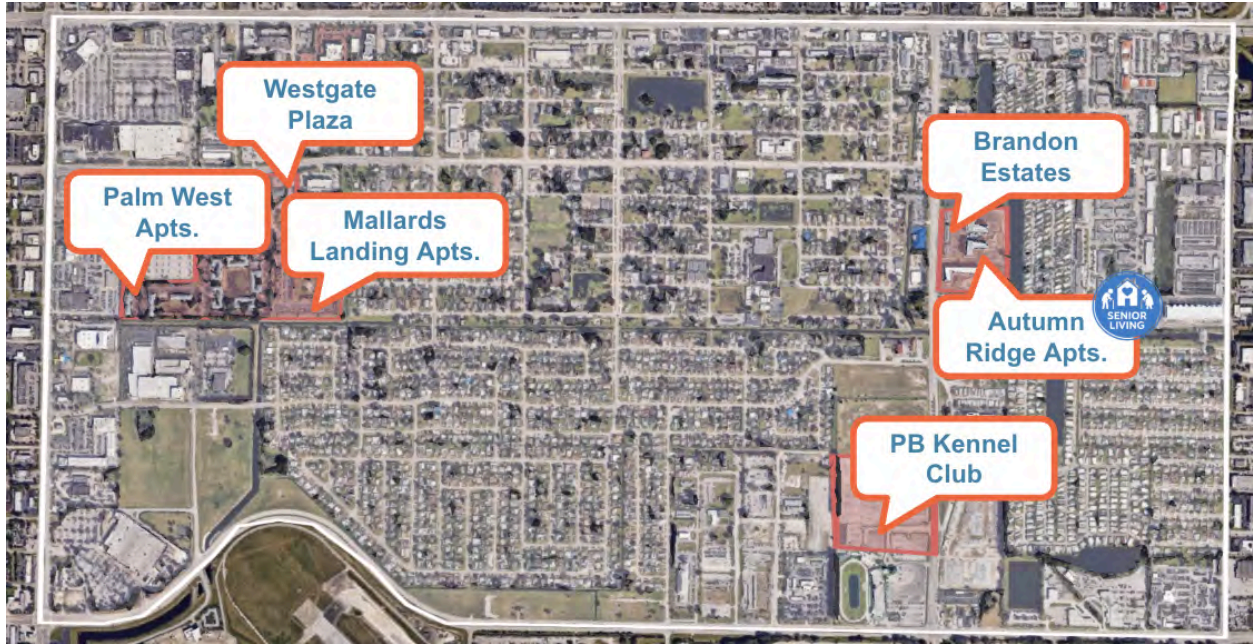 Westgate
Plaza
Palm West
Apts.
Mallards
Landing Apts.
Brandon
Estates
SENIOR
LIVING
Autumn
Ridge Apts.
PB Kennel
Club